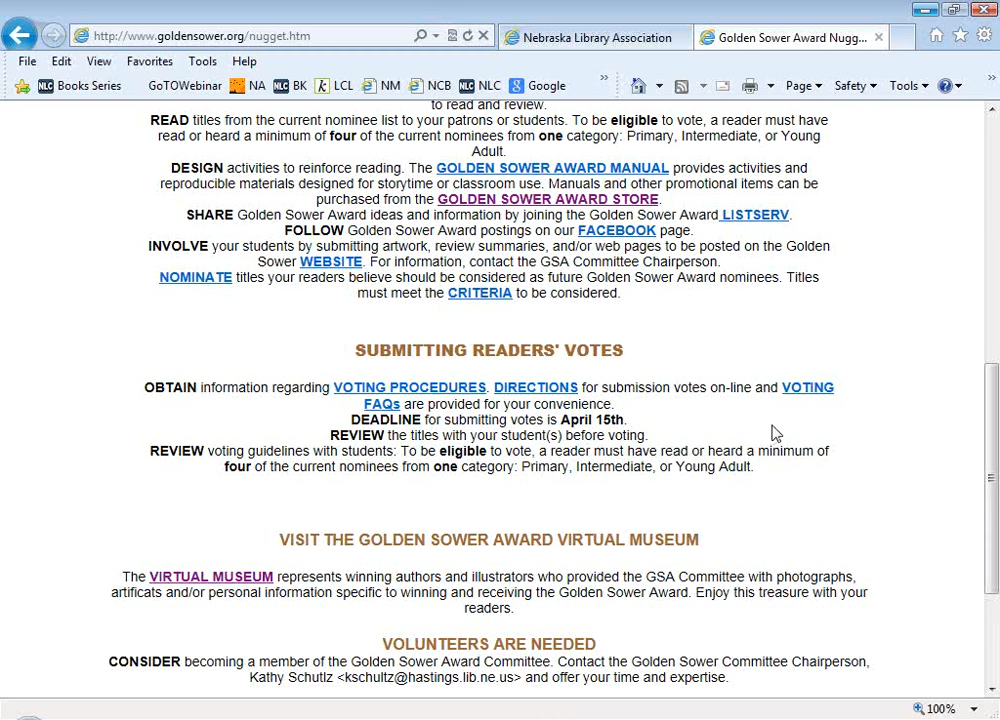 http://www.goldensower.org/nugget.htm
Nebraska Library Association
Golden Sower Award Nugg...
File Edit View Favorites Tools Help
NLC Books Series GoTOWebinar NA NLC BK k LCL NM NCB NLC NLC g Google » Page Safety Tools »
to read and review.
READ titles from the current nominee list to your patrons or students. To be eligible to vote, a reader must have
read or heard a minimum of four of the current nominees from one category: Primary, Intermediate, or Young
Adult.
DESIGN activities to reinforce reading. The GOLDEN SOWER AWARD MANUAL provides activities and
reproducible materials designed for storytime or classroom use. Manuals and other promotional items can be
purchased from the GOLDEN SOWER AWARD STORE.
SHARE Golden Sower Award ideas and information by joining the Golden Sower Award LISTSERV.
FOLLOW Golden Sower Award postings on our FACEBOOK page.
INVOLVE your students by submitting artwork, review summaries, and/or web pages to be posted on the Golden
Sower WEBSITE. For information, contact the GSA Committee Chairperson.
NOMINATE titles your readers believe should be considered as future Golden Sower Award nominees. Titles
must meet the CRITERIA to be considered.
SUBMITTING READERS' VOTES
OBTAIN information regarding VOTING PROCEDURES. DIRECTIONS for submission votes on-line and VOTING
FAQs are provided for your convenience.
DEADLINE for submitting votes is April 15th.
REVIEW the titles with your student(s) before voting.
REVIEW voting guidelines with students: To be eligible to vote, a reader must have read or heard a minimum of
four of the current nominees from one category: Primary, Intermediate, or Young Adult.
VISIT THE GOLDEN SOWER AWARD VIRTUAL MUSEUM
The VIRTUAL MUSEUM represents winning authors and illustrators who provided the GSA Committee with photographs,
artificats and/or personal information specific to winning and receiving the Golden Sower Award. Enjoy this treasure with your
readers.
VOLUNTEERS ARE NEEDED
CONSIDER becoming a member of the Golden Sower Award Committee. Contact the Golden Sower Committee Chairperson,
Kathy Schutlz <kschultz@hastings.lib.ne.us> and offer your time and expertise.
100%